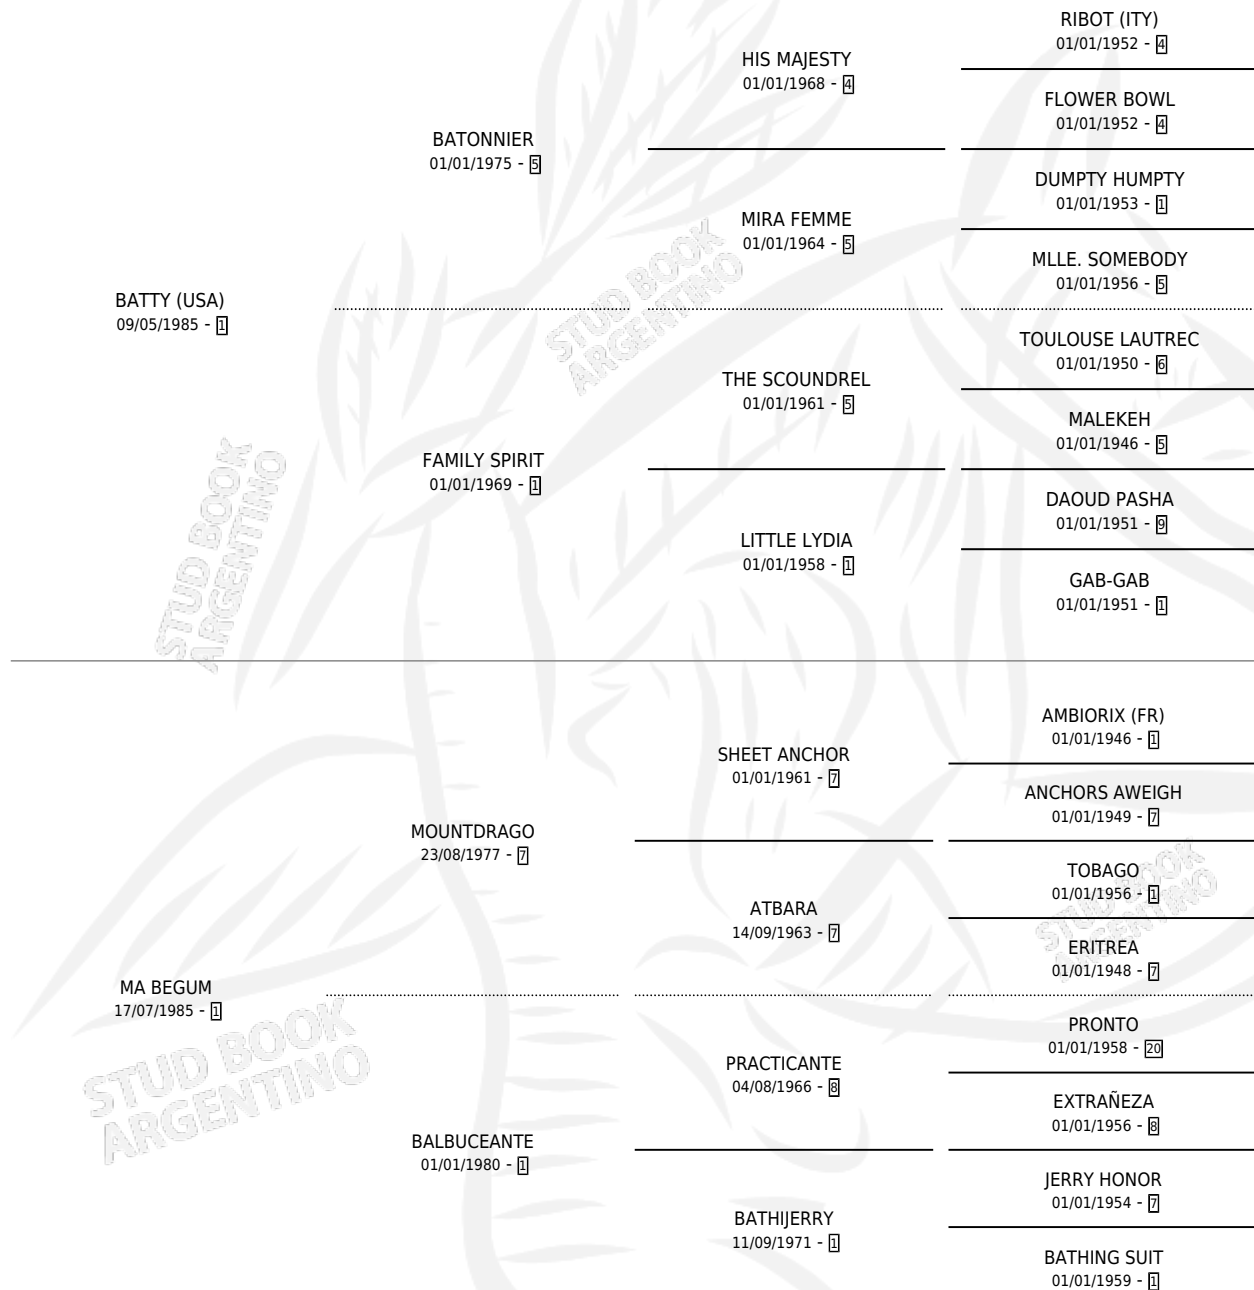 RIBOT (ITY)
01/01/1952 - 4
HIS MAJESTY
01/01/1968 - 4
FLOWER BOWL
01/01/1952 - 4
BATONNIER
01/01/1975 - 5
DUMPTY HUMPTY
01/01/1953 - 1
MIRA FEMME
01/01/1964 - 5
MLLE. SOMEBODY
01/01/1956 - 5
BATTY (USA)
09/05/1985 - 1
STUD BOOK
ARGENTINO
TOULOUSE LAUTREC
01/01/1950 - 6
THE SCOUNDREL
01/01/1961 - 5
MALEKEH
01/01/1946 - 5
FAMILY SPIRIT
01/01/1969 - 1
DAOUD PASHA
01/01/1951 - 9
LITTLE LYDIA
01/01/1958 - 1
GAB-GAB
01/01/1951 - 1
STUD BOOK
ARGENTINO
AMBIORIX (FR)
01/01/1946 - 1
SHEET ANCHOR
01/01/1961 - 7
ANCHORS AWEIGH
01/01/1949 - 7
MOUNTDRAGO
23/08/1977 - 7
TOBAGO
01/01/1956 - 1
ATBARA
14/09/1963 - 7
STUD BOOK
ARGENTINO
ERITREA
01/01/1948 - 7
MA BEGUM
17/07/1985 - 1
STUD BOOK
ARGENTINO
PRONTO
01/01/1958 - 20
PRACTICANTE
04/08/1966 - 8
EXTRAÑEZA
01/01/1956 - 8
BALBUCEANTE
01/01/1980 - 1
JERRY HONOR
01/01/1954 - 7
BATHIJERRY
11/09/1971 - 1
BATHING SUIT
01/01/1959 - 1